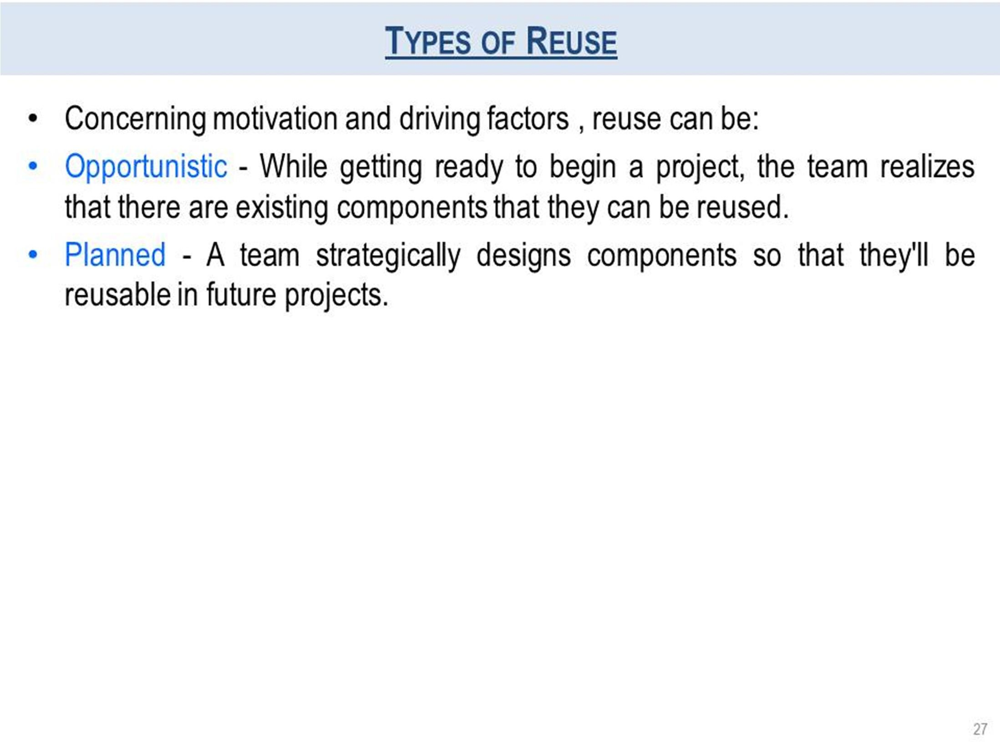 TYPES OF REUSE
• Concerning motivation and driving factors , reuse can be:
• Opportunistic - While getting ready to begin a project, the team realizes
that there are existing components that they can be reused.
• Planned - A team strategically designs components so that they'll be
reusable in future projects.
27